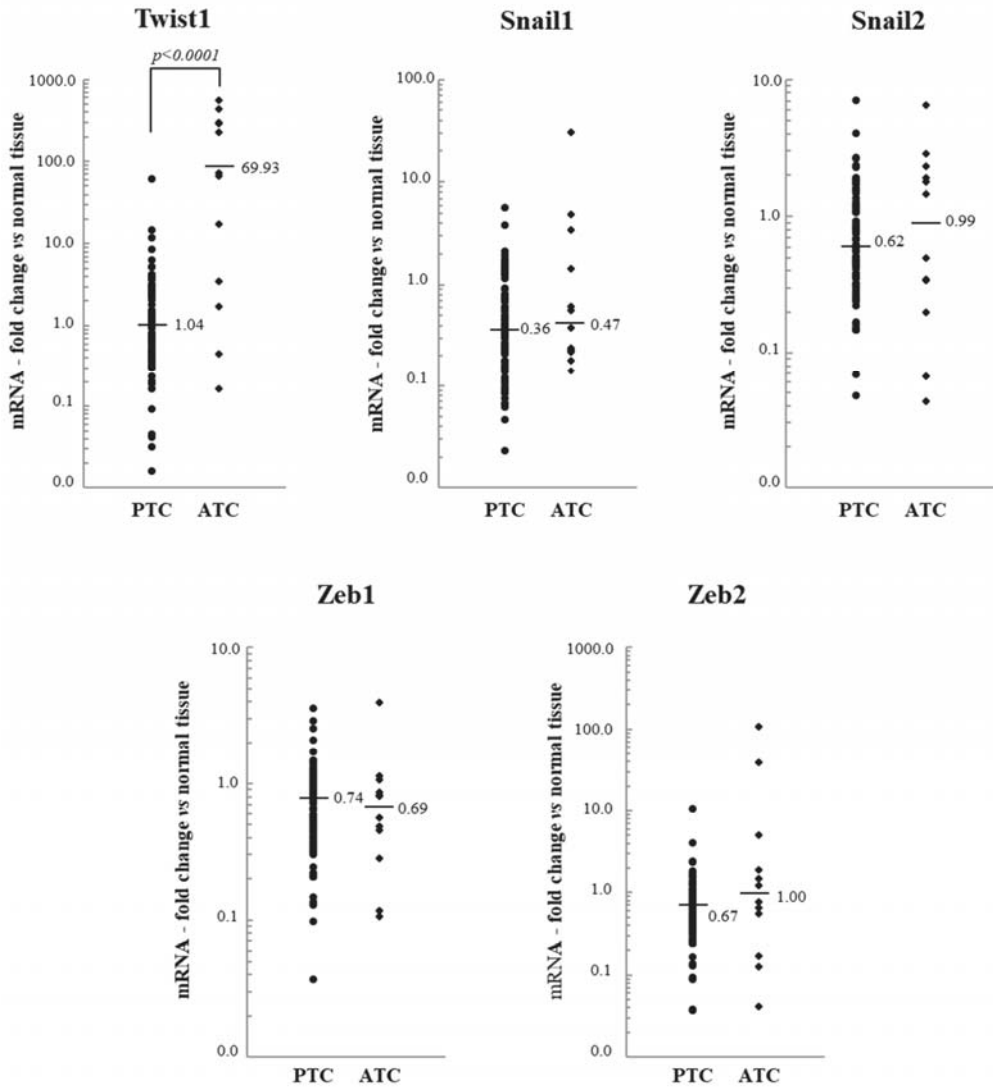 Twist1
p<0.0001
mRNA - fold change vs normal tissue
1000.0
100.0
10.0
1.0
0.1
0.0
69.93
1.04
PTC ATC
Snail1
mRNA - fold change vs normal tissue
100.0
10.0
1.0
0.1
0.0
0.36
0.47
PTC ATC
Snail2
mRNA - fold change vs normal tissue
10.0
1.0
0.1
0.0
0.62
0.99
PTC ATC
Zeb1
mRNA - fold change vs normal tissue
10.0
1.0
0.1
0.0
0.74
0.69
PTC ATC
Zeb2
mRNA - fold change vs normal tissue
1000.0
100.0
10.0
1.0
0.1
0.0
0.67
1.00
PTC ATC